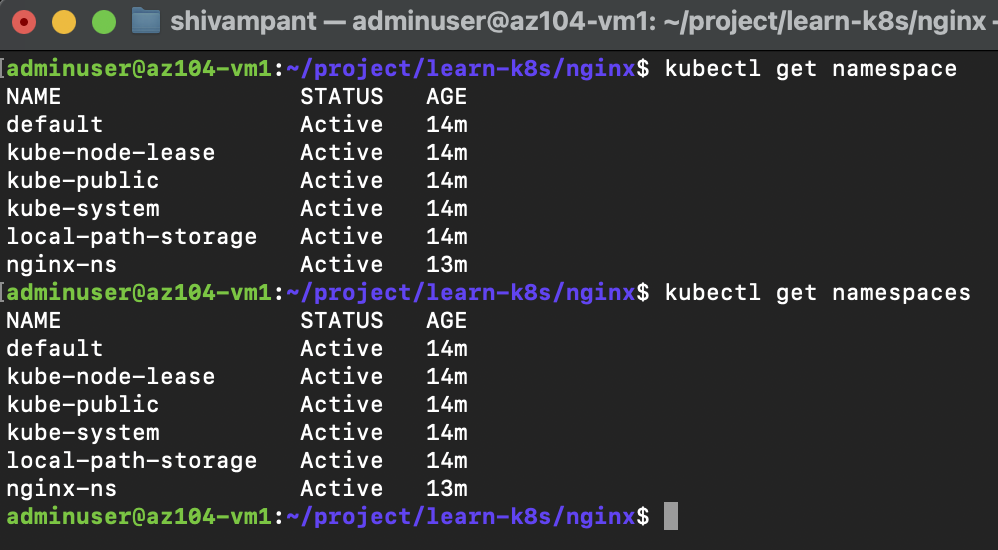 shivampant — adminuser@az104-vm1: ~/project/learn-k8s/nginx -
adminuser@az104-vm1:~/project/learn-k8s/nginx$ kubectl get namespace
NAME STATUS AGE
default Active 14m
kube-node-lease Active 14m
kube-public Active 14m
kube-system Active 14m
local-path-storage Active 14m
nginx-ns Active 13m
adminuser@az104-vm1:~/project/learn-k8s/nginx$ kubectl get namespaces
NAME STATUS AGE
default Active 14m
kube-node-lease Active 14m
kube-public Active 14m
kube-system Active 14m
local-path-storage Active 14m
nginx-ns Active 13m
adminuser@az104-vm1:~/project/learn-k8s/nginx$